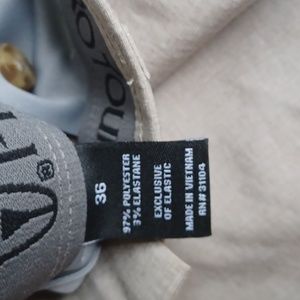 36
97% POLYESTER
3% ELASTANE
EXCLUSIVE
OF ELASTIC
MADE IN VIETNAM
RN# 31104